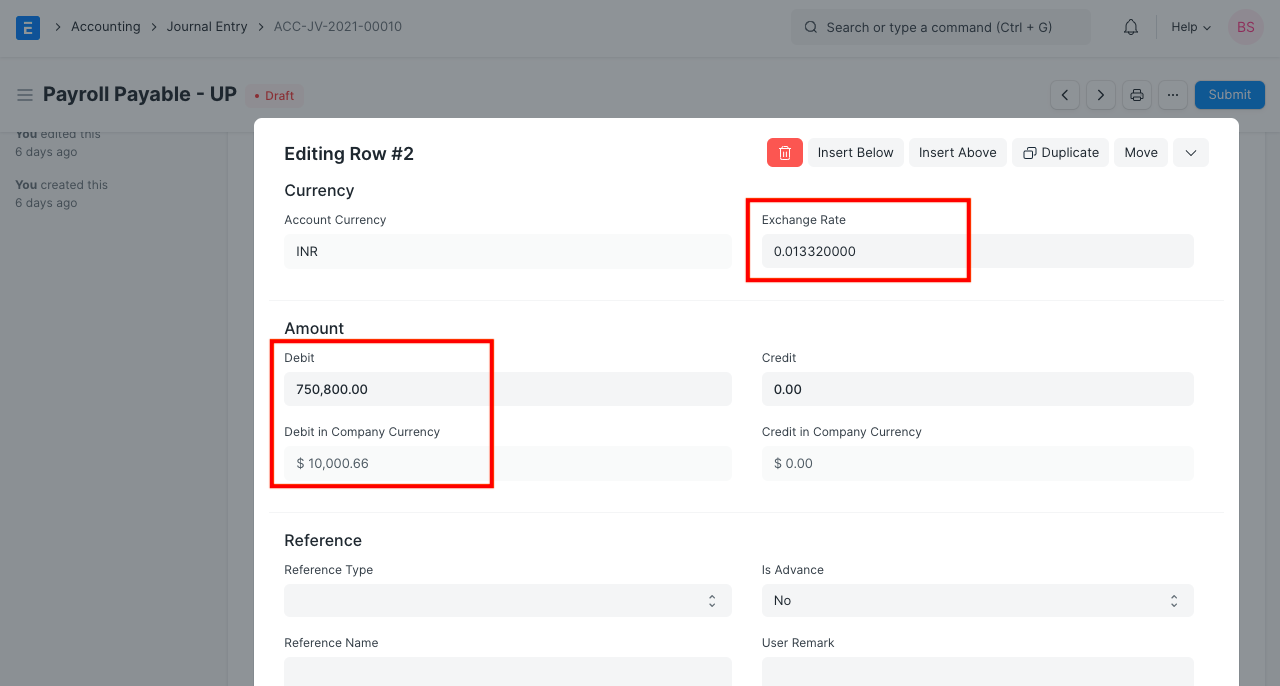 E > Accounting > Journal Entry > ACC-JV-2021-00010 Search or type a command (Ctrl + G) Help BS
Payroll Payable - UP • Draft ... Submit
You edited this
6 days ago
You created this
6 days ago
Editing Row #2 Insert Below Insert Above Duplicate Move
Currency
Account Currency Exchange Rate
INR 0.013320000
Amount
Debit Credit
750,800.00 0.00
Debit in Company Currency Credit in Company Currency
$ 10,000.66 $ 0.00
Reference
Reference Type Is Advance
No
Reference Name User Remark